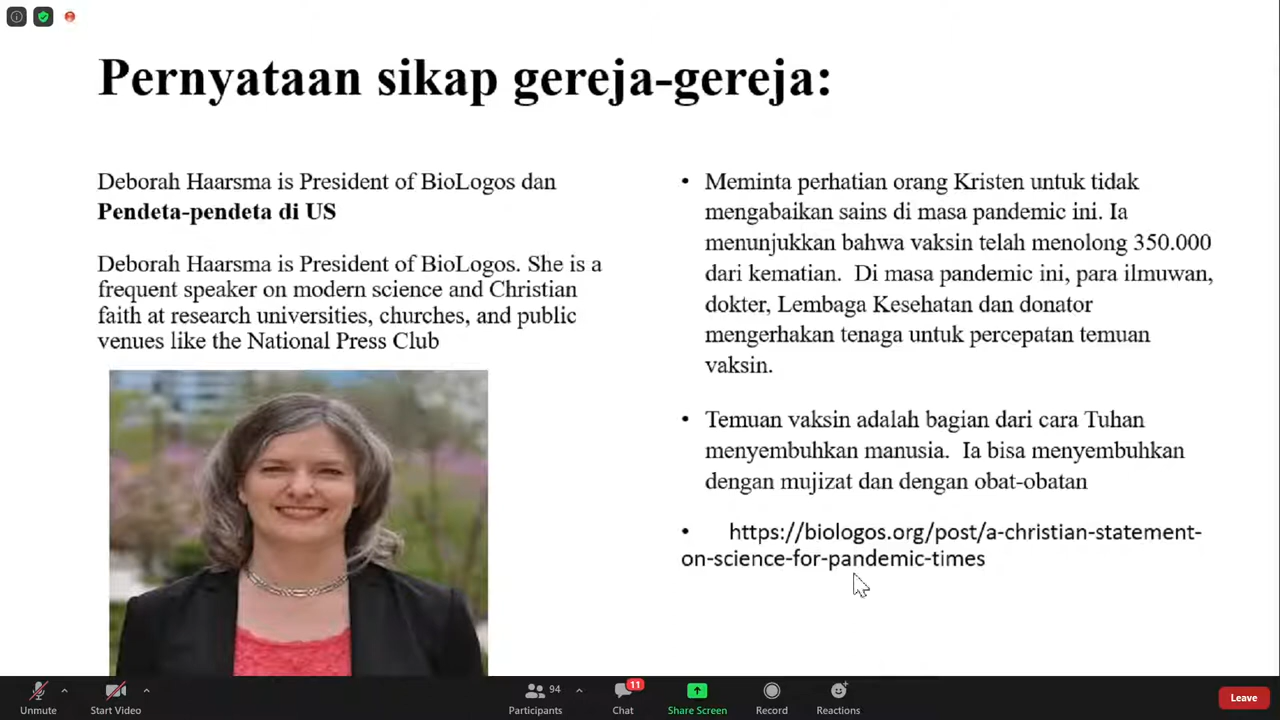 Pernyataan sikap gereja-gereja:
Deborah Haarsma is President of BioLogos dan
Pendeta-pendeta di US
Deborah Haarsma is President of BioLogos. She is a
frequent speaker on modern science and Christian
faith at research universities, churches, and public
venues like the National Press Club
• Meminta perhatian orang Kristen untuk tidak
mengabaikan sains di masa pandemic ini. Ia
menunjukkan bahwa vaksin telah menolong 350.000
dari kematian. Di masa pandemic ini, para ilmuwan,
dokter, Lembaga Kesehatan dan donator
mengerhakan tenaga untuk percepatan temuan
vaksin.
• Temuan vaksin adalah bagian dari cara Tuhan
menyembuhkan manusia. Ia bisa menyembuhkan
dengan mujizat dan dengan obat-obatan
• https://biologos.org/post/a-christian-statement-
on-science-for-pandemic-times
Unmute
Start Video
94
Participants
11
Chat
Share Screen
Record
Reactions
Leave